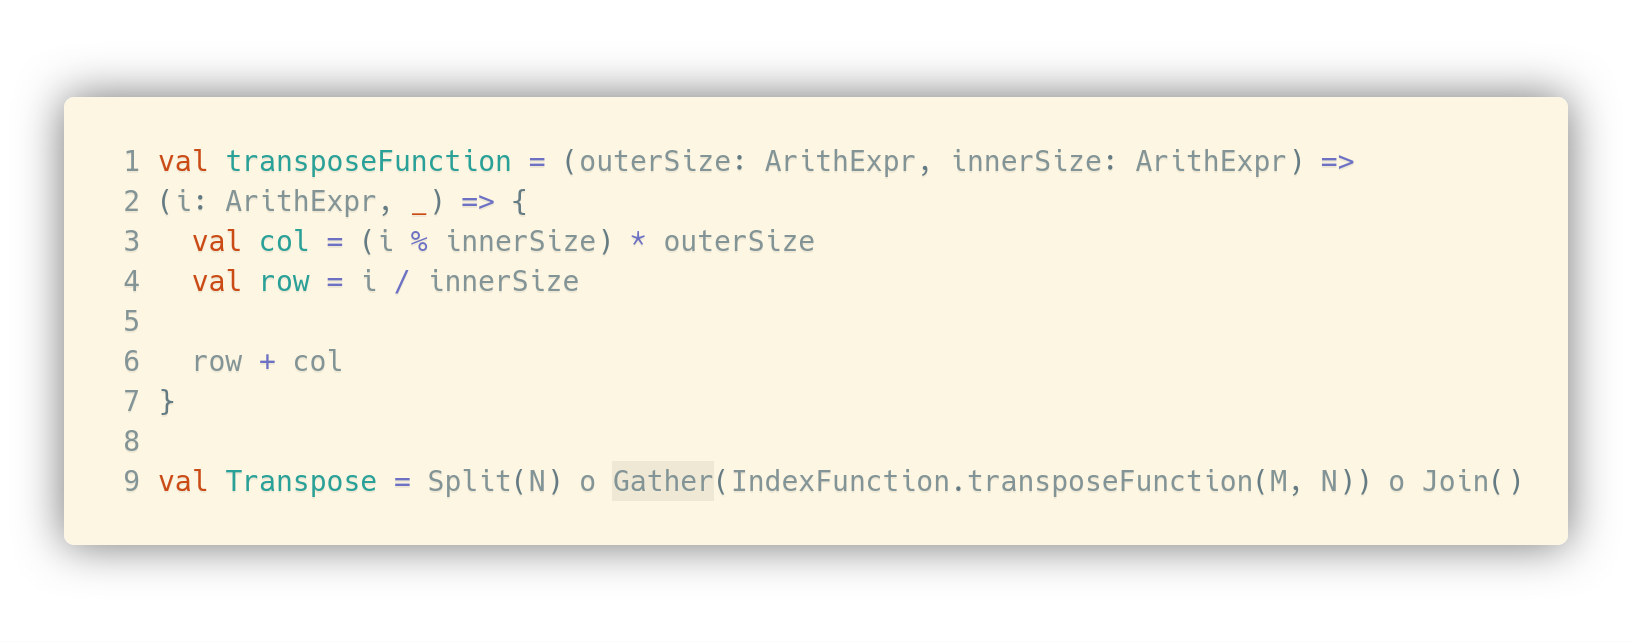 1 val transposeFunction = (outerSize: ArithExpr, innerSize: ArithExpr) =>
2 (i: ArithExpr, _) => {
3   val col = (i % innerSize) * outerSize
4   val row = i / innerSize
5
6   row + col
7 }
8
9 val Transpose = Split(N) o Gather(IndexFunction.transposeFunction(M, N)) o Join()